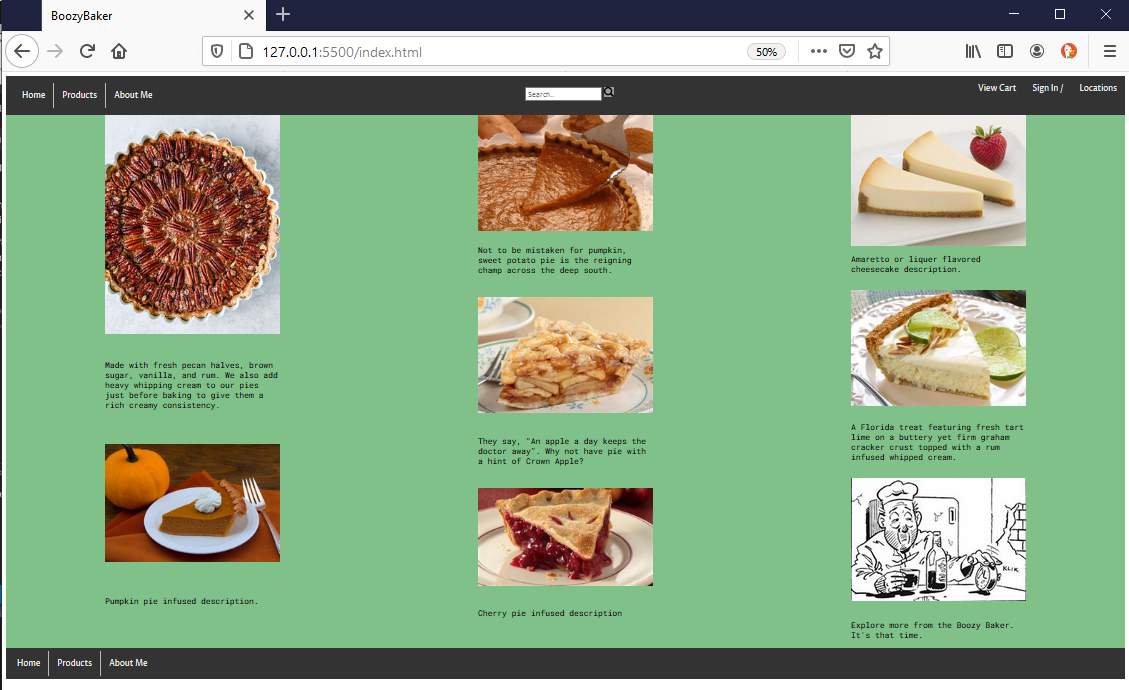 BoozyBaker
127.0.0.1:5500/index.html
50%
Home
Products
About Me
Search..
View Cart
Sign In /
Locations
Made with fresh pecan halves, brown
sugar, vanilla, and rum. We also add
heavy whipping cream to our pies
just before baking to give them a
rich creamy consistency.
Pumpkin pie infused description.
Not to be mistaken for pumpkin,
sweet potato pie is the reigning
champ across the deep south.
They say, "An apple a day keeps the
doctor away". Why not have pie with
a hint of Crown Apple?
Cherry pie infused description
Amaretto or liquer flavored
cheesecake description.
A Florida treat featuring fresh tart
lime on a buttery yet firm graham
cracker crust topped with a rum
infused whipped cream.
KLIK
Explore more from the Boozy Baker.
It's that time.
Home
Products
About Me